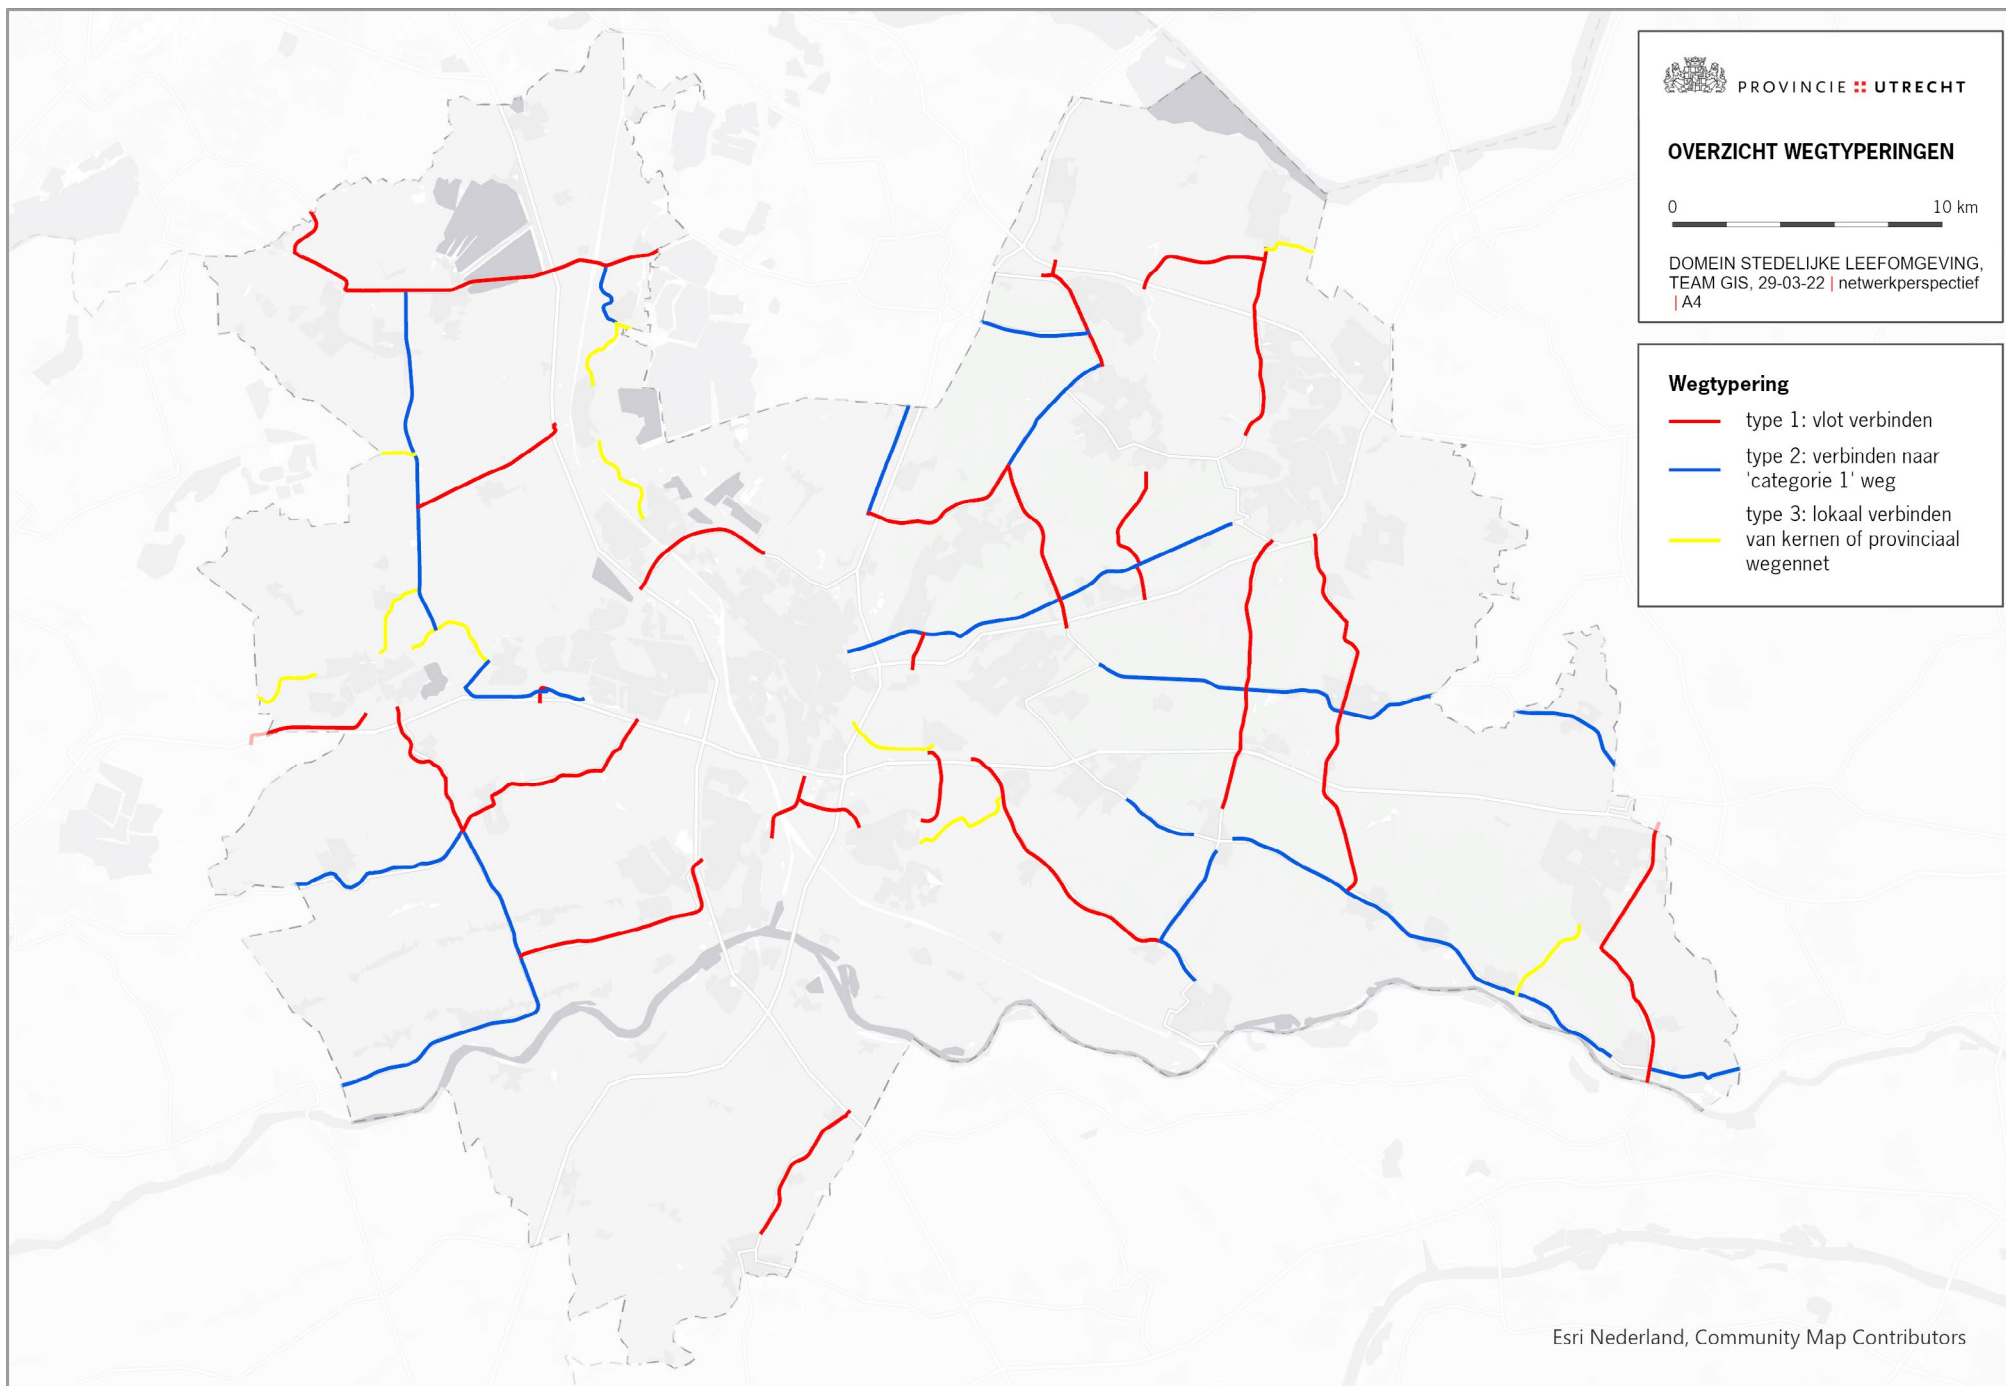 PROVINCIE :: UTRECHT
OVERZICHT WEGTYPERINGEN
0 10 km
DOMEIN STEDELIJKE LEEFOMGEVING,
TEAM GIS, 29-03-22 | netwerkperspectief
| A4
Wegtypering
type 1: vlot verbinden
type 2: verbinden naar
'categorie 1' weg
type 3: lokaal verbinden
van kernen of provinciaal
wegennet
Esri Nederland, Community Map Contributors